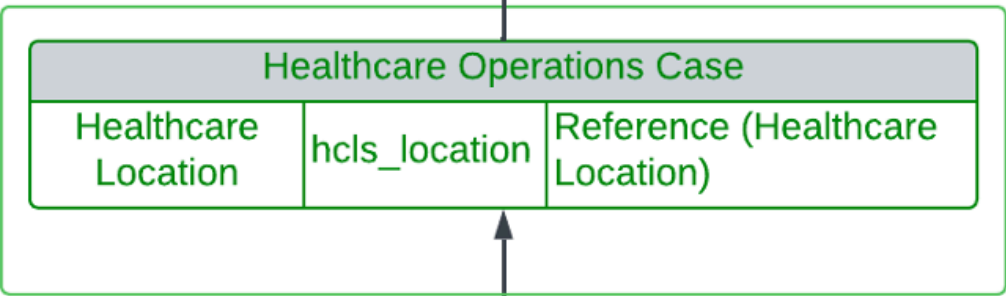 Healthcare Operations Case
Healthcare
Location
hcls_location
Reference (Healthcare
Location)